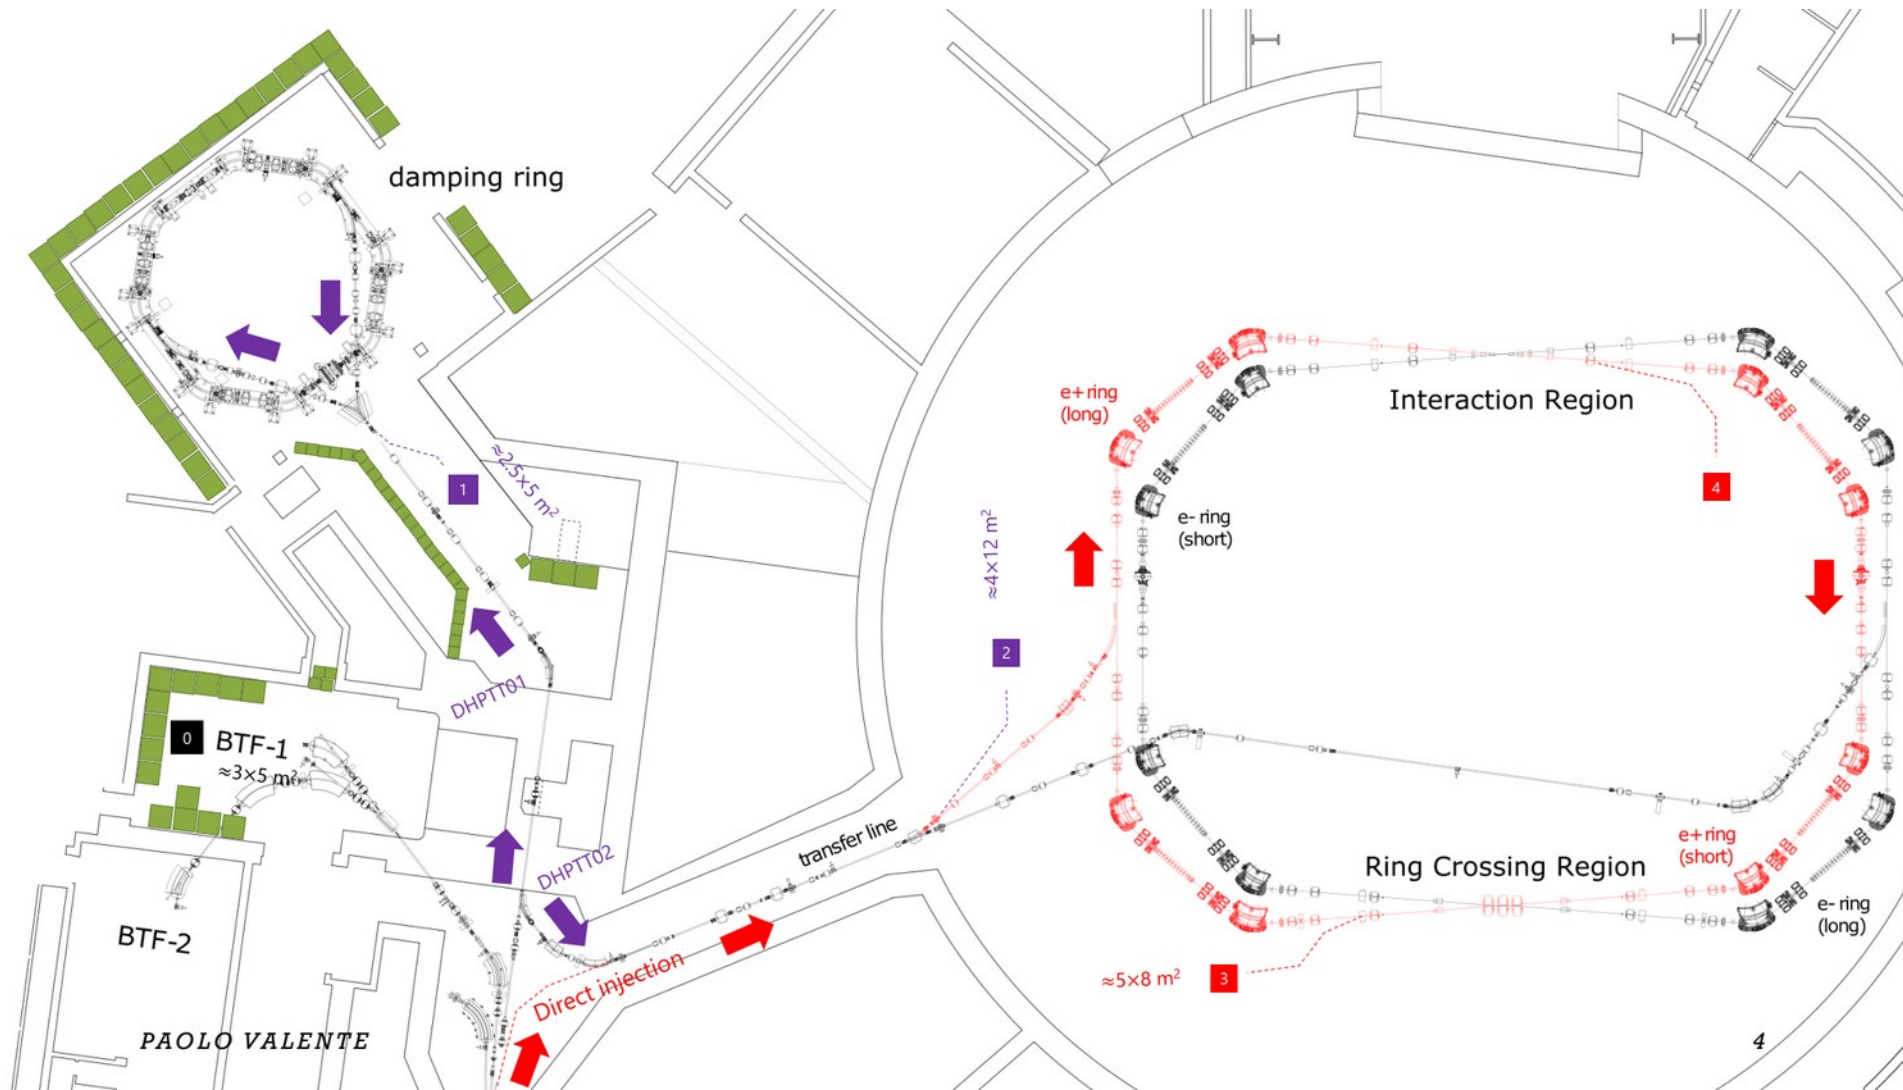 damping ring
1
≈2.5×5 m²
DHPTT01
0
BTF-1
≈3×5 m²
BTF-2
DHPTT02
Direct injection
transfer line
≈4×12 m²
2
e+ ring
(long)
e- ring
(short)
Interaction Region
4
Ring Crossing Region
e+ ring
(short)
e- ring
(long)
≈5×8 m²
3
PAOLO VALENTE
4